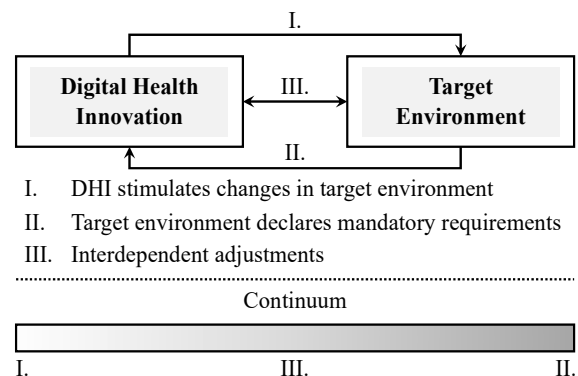 I.
Digital Health
Innovation
III.
Target
Environment
II.
I. DHI stimulates changes in target environment
II. Target environment declares mandatory requirements
III. Interdependent adjustments
Continuum
I. III. II.